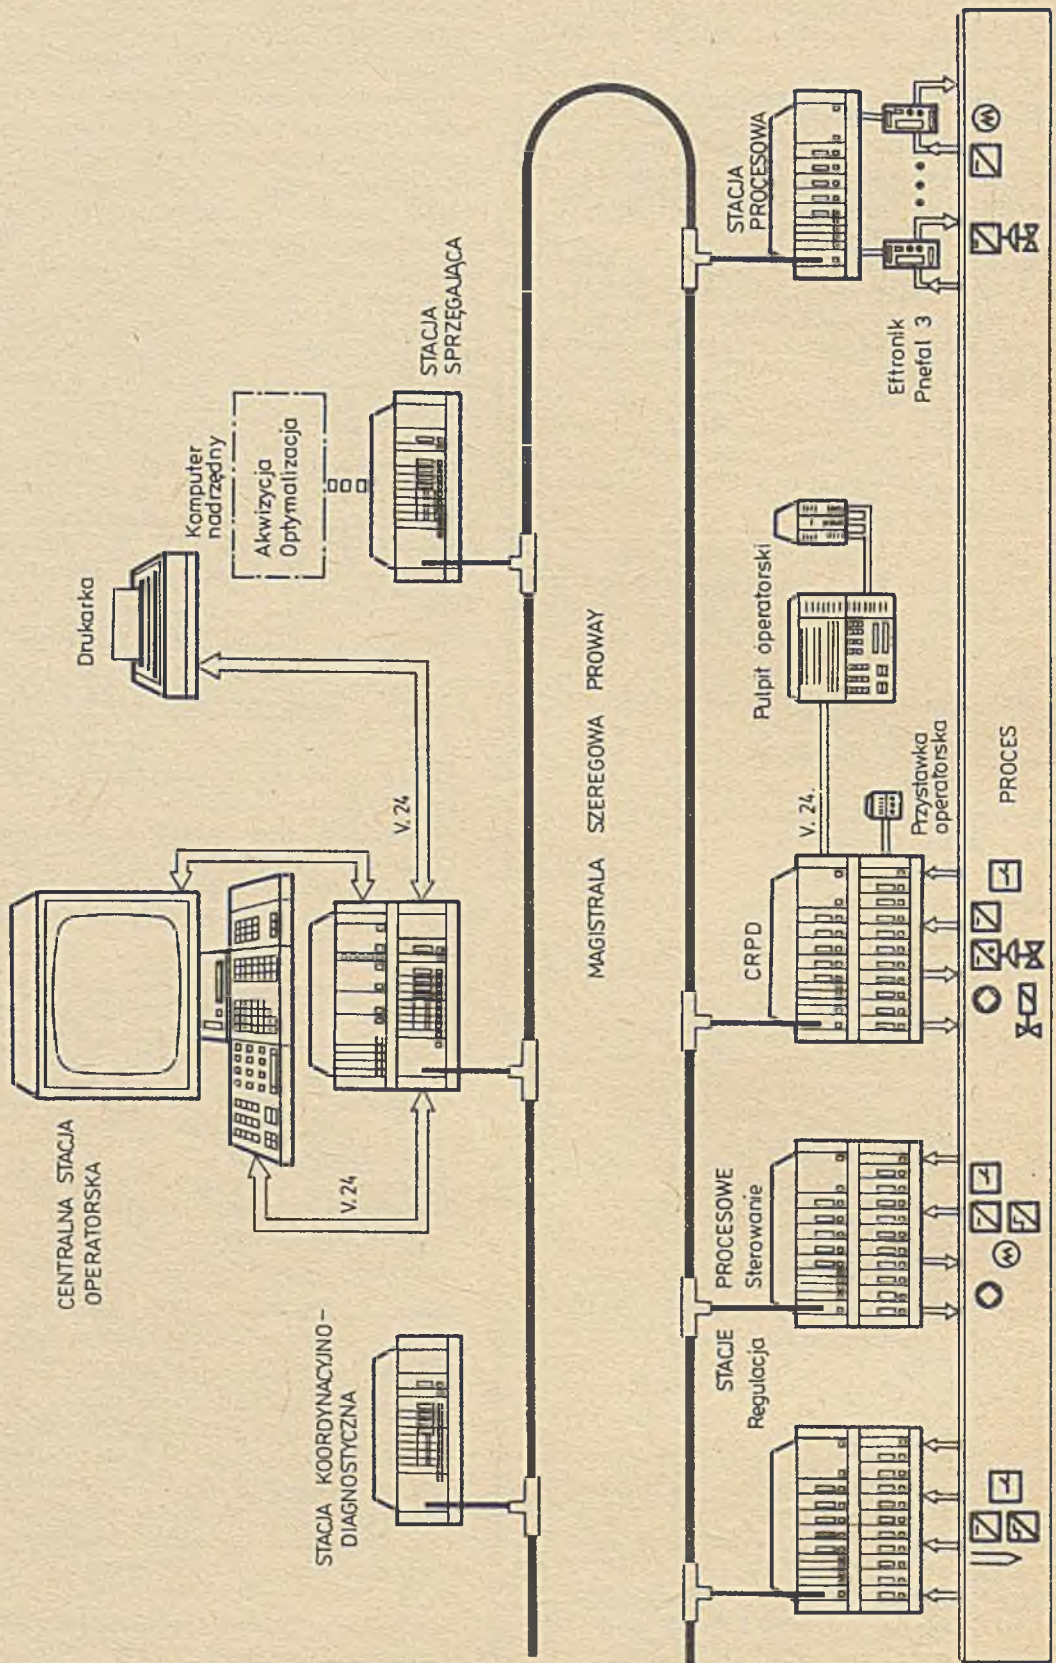 CENTRALNA STACJA
OPERATORSKA
Drukarka
Komputer
nadrzędny
Akwizycja
Optymalizacja
STACJA
SPRZĘGAJĄCA
V.24
V. 24
STACJA KOORDYNACYJNO-
DIAGNOSTYCZNA
MAGISTRALA SZEREGOWA PROWAY
STACJE PROCESOWE
Regulacja Sterowanie
CRPD
V. 24.
Pulpit operatorski
Przystawka
operatorska
STACJA
PROCESOWA
Eftronik
Pnefal 3
PROCES